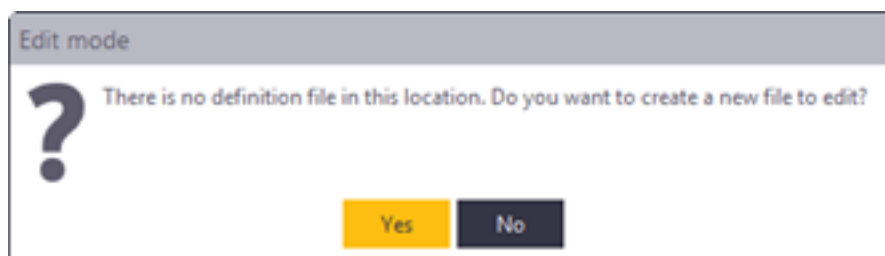 Edit mode
There is no definition file in this location. Do you want to create a new file to edit?
Yes
No